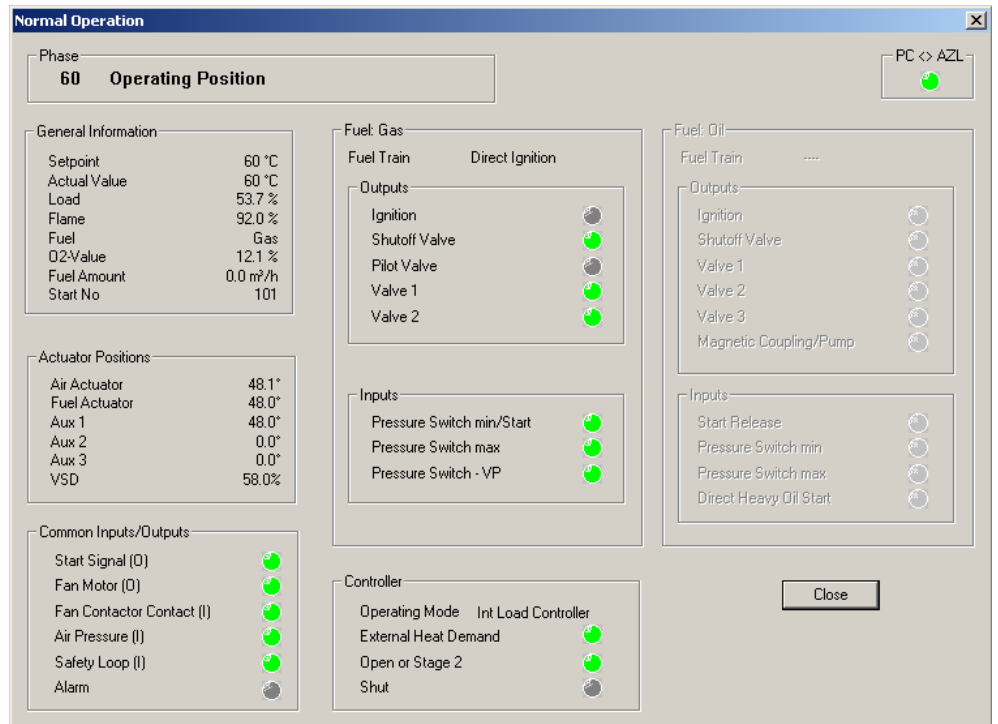 Normal Operation
Phase
60 Operating Position
PC <> AZL
General Information
Setpoint 60 °C
Actual Value 60 °C
Load 53.7 %
Flame 92.0 %
Fuel Gas
O2-Value 12.1 %
Fuel Amount 0.0 m³/h
Start No 101
Actuator Positions
Air Actuator 48.1°
Fuel Actuator 48.0°
Aux 1 48.0°
Aux 2 0.0°
Aux 3 0.0°
VSD 58.0%
Common Inputs/Outputs
Start Signal (O)
Fan Motor (O)
Fan Contactor Contact (I)
Air Pressure (I)
Safety Loop (I)
Alarm
Fuel: Gas
Fuel Train Direct Ignition
Outputs
Ignition
Shutoff Valve
Pilot Valve
Valve 1
Valve 2
Inputs
Pressure Switch min/Start
Pressure Switch max
Pressure Switch - VP
Controller
Operating Mode Int Load Controller
External Heat Demand
Open or Stage 2
Shut
Fuel: Oil
Fuel Train ----
Outputs
Ignition
Shutoff Valve
Valve 1
Valve 2
Valve 3
Magnetic Coupling/Pump
Inputs
Start Release
Pressure Switch min
Pressure Switch max
Direct Heavy Oil Start
Close